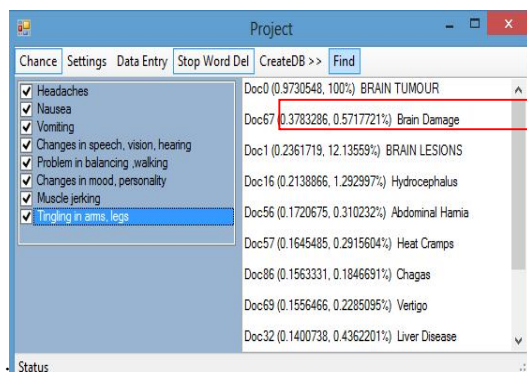 Project
Chance Settings Data Entry Stop Word Del CreateDB >> Find
Headaches
Nausea
Vomiting
Changes in speech, vision, hearing
Problem in balancing ,walking
Changes in mood, personality
Muscle jerking
Tingling in arms, legs
Doc0 (0.9730548, 100%) BRAIN TUMOUR
Doc67 (0.3783286, 0.5717721%) Brain Damage
Doc1 (0.2361719, 12.13559%) BRAIN LESIONS
Doc16 (0.2138866, 1.292997%) Hydrocephalus
Doc56 (0.1720675, 0.310232%) Abdominal Hamia
Doc57 (0.1645485, 0.2915604%) Heat Cramps
Doc86 (0.1563331, 0.1846691%) Chagas
Doc69 (0.1556466, 0.2285095%) Vertigo
Doc32 (0.1400738, 0.4362201%) Liver Disease
Status